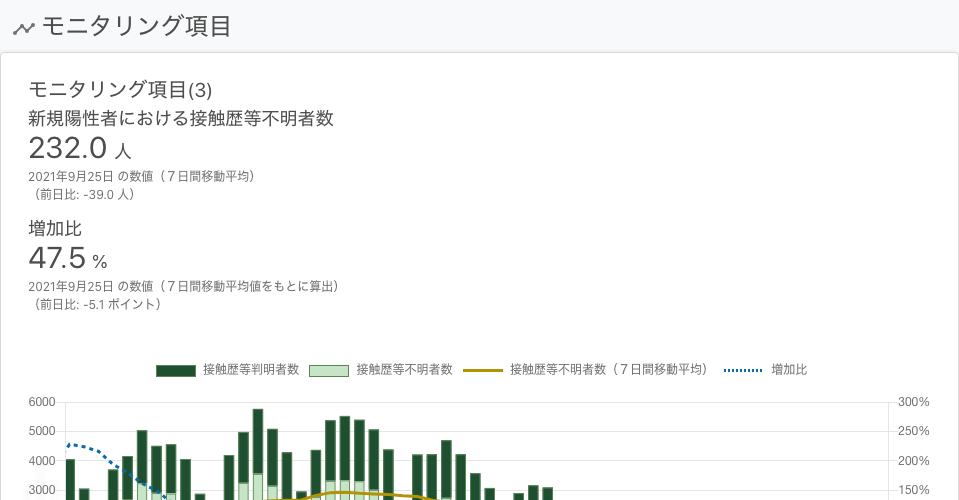 モニタリング項目
モニタリング項目(3)
新規陽性者における接触歴等不明者数
232.0 人
2021年9月25日 の数値（７日間移動平均）
（前日比: -39.0 人）
増加比
47.5 %
2021年9月25日 の数値（７日間移動平均値をもとに算出）
（前日比: -5.1 ポイント）
接触歴等判明者数 接触歴等不明者数 接触歴等不明者数（７日間移動平均） 増加比
6000 300%
5000 250%
4000 200%
3000 150%